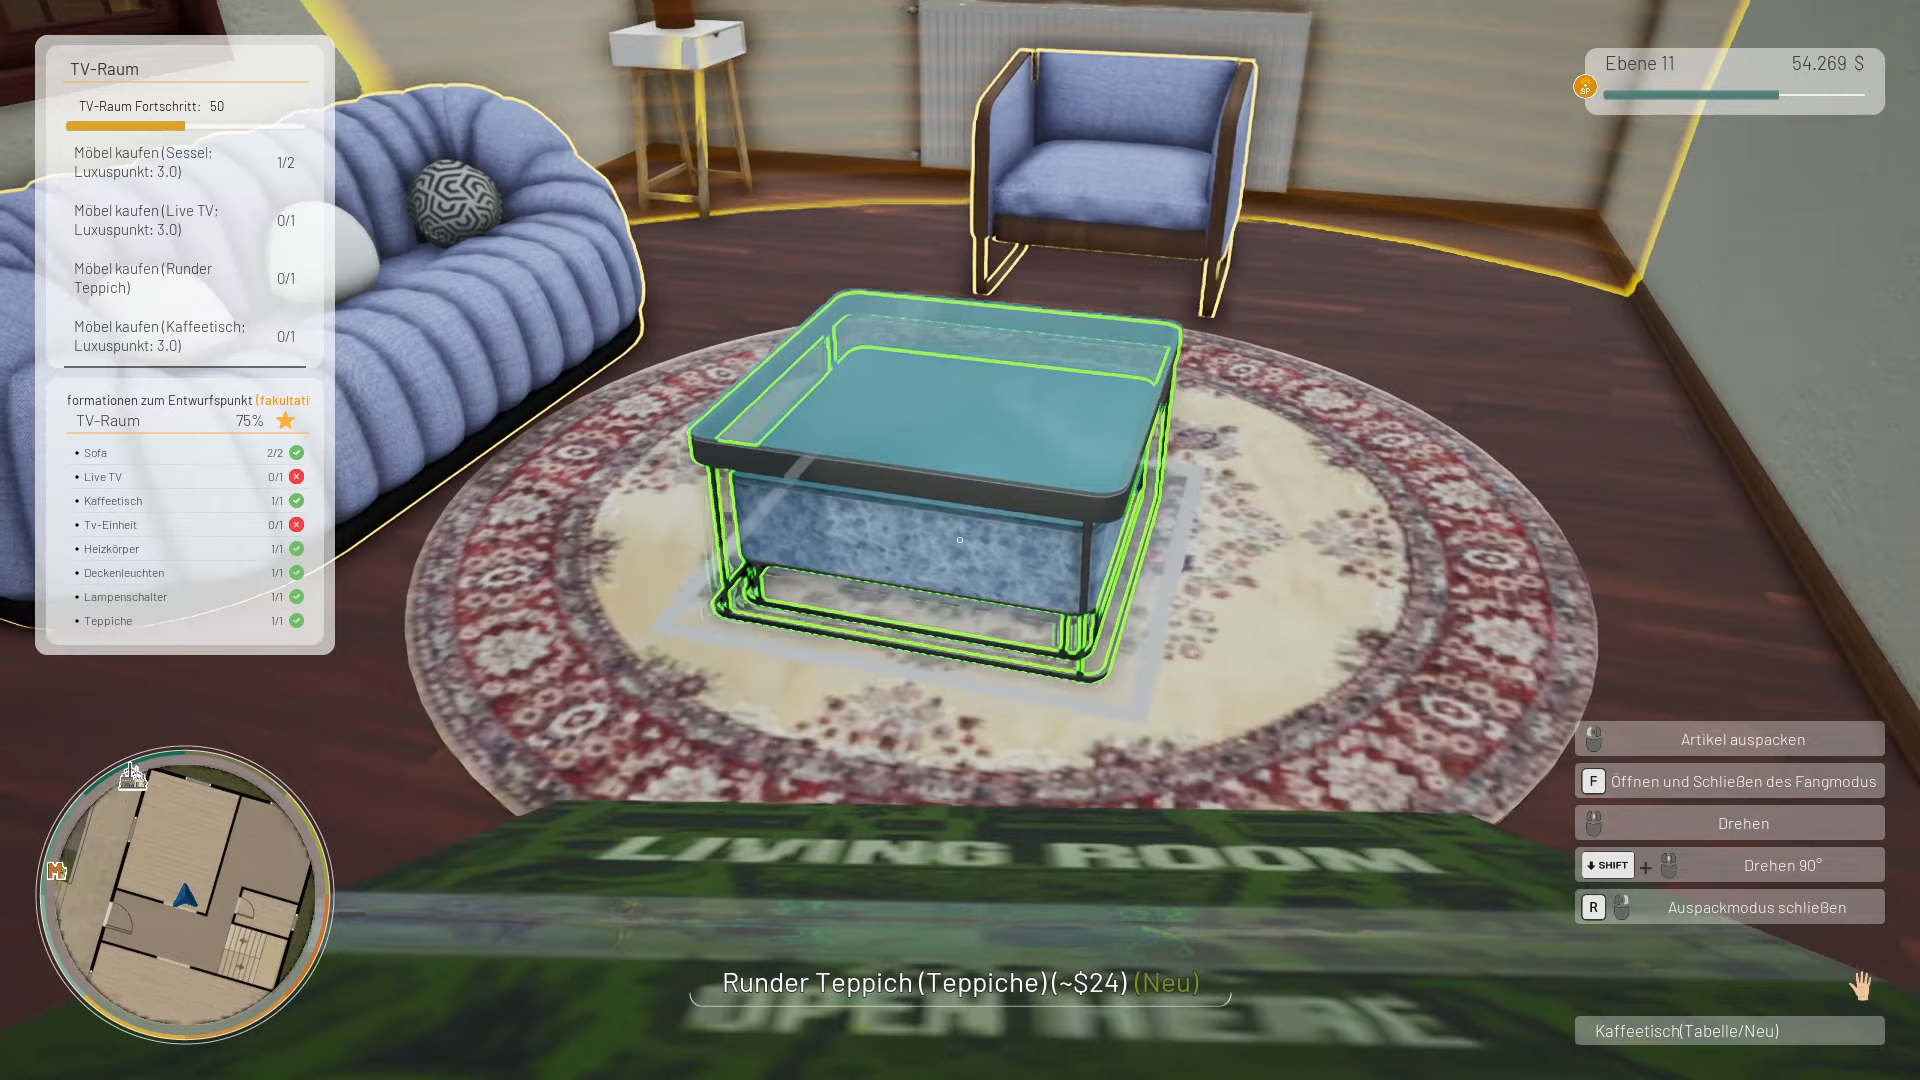 TV-Raum
TV-Raum Fortschritt: 50
Möbel kaufen (Sessel;
Luxuspunkt: 3.0)
1/2
Möbel kaufen (Live TV;
Luxuspunkt: 3.0)
0/1
Möbel kaufen (Runder
Teppich)
0/1
Möbel kaufen (Kaffeetisch;
Luxuspunkt: 3.0)
0/1
formationen zum Entwurfspunkt (fakultati
TV-Raum 75%
• Sofa 2/2
• Live TV 0/1
• Kaffeetisch 1/1
• Tv-Einheit 0/1
• Heizkörper 1/1
• Deckenleuchten 1/1
• Lampenschalter 1/1
• Teppiche 1/1
Ebene 11 54.269 $
SP
Artikel auspacken
F Öffnen und Schließen des Fangmodus
Drehen
SHIFT + Drehen 90°
R Auspackmodus schließen
LIVING ROOM
Runder Teppich (Teppiche) (~$24) (Neu)
OPEN HERE
Kaffeetisch(Tabelle/Neu)